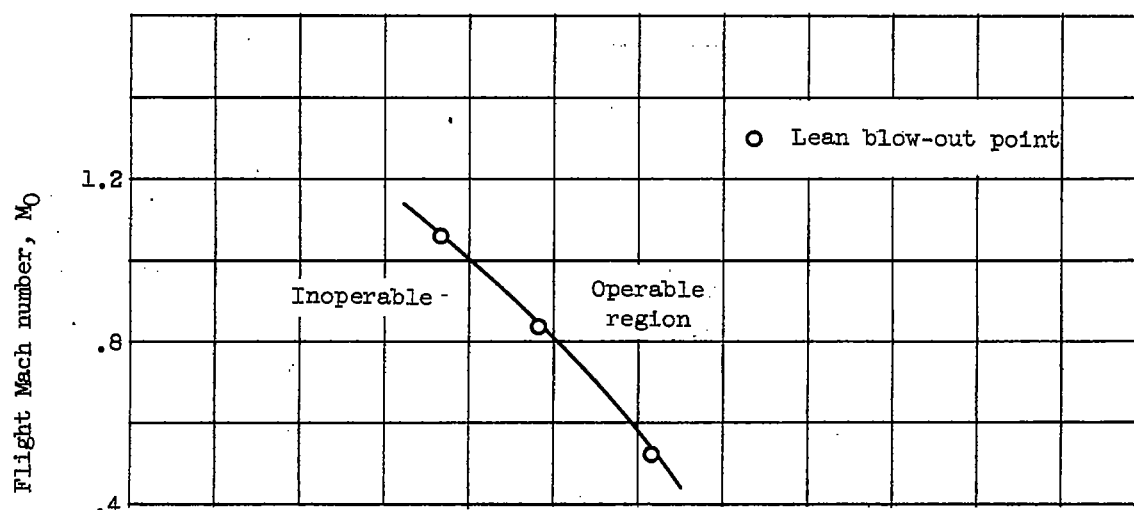 Lean blow-out point
1.2
Flight Mach number, M0
Inoperable
Operable
region
.8
.4